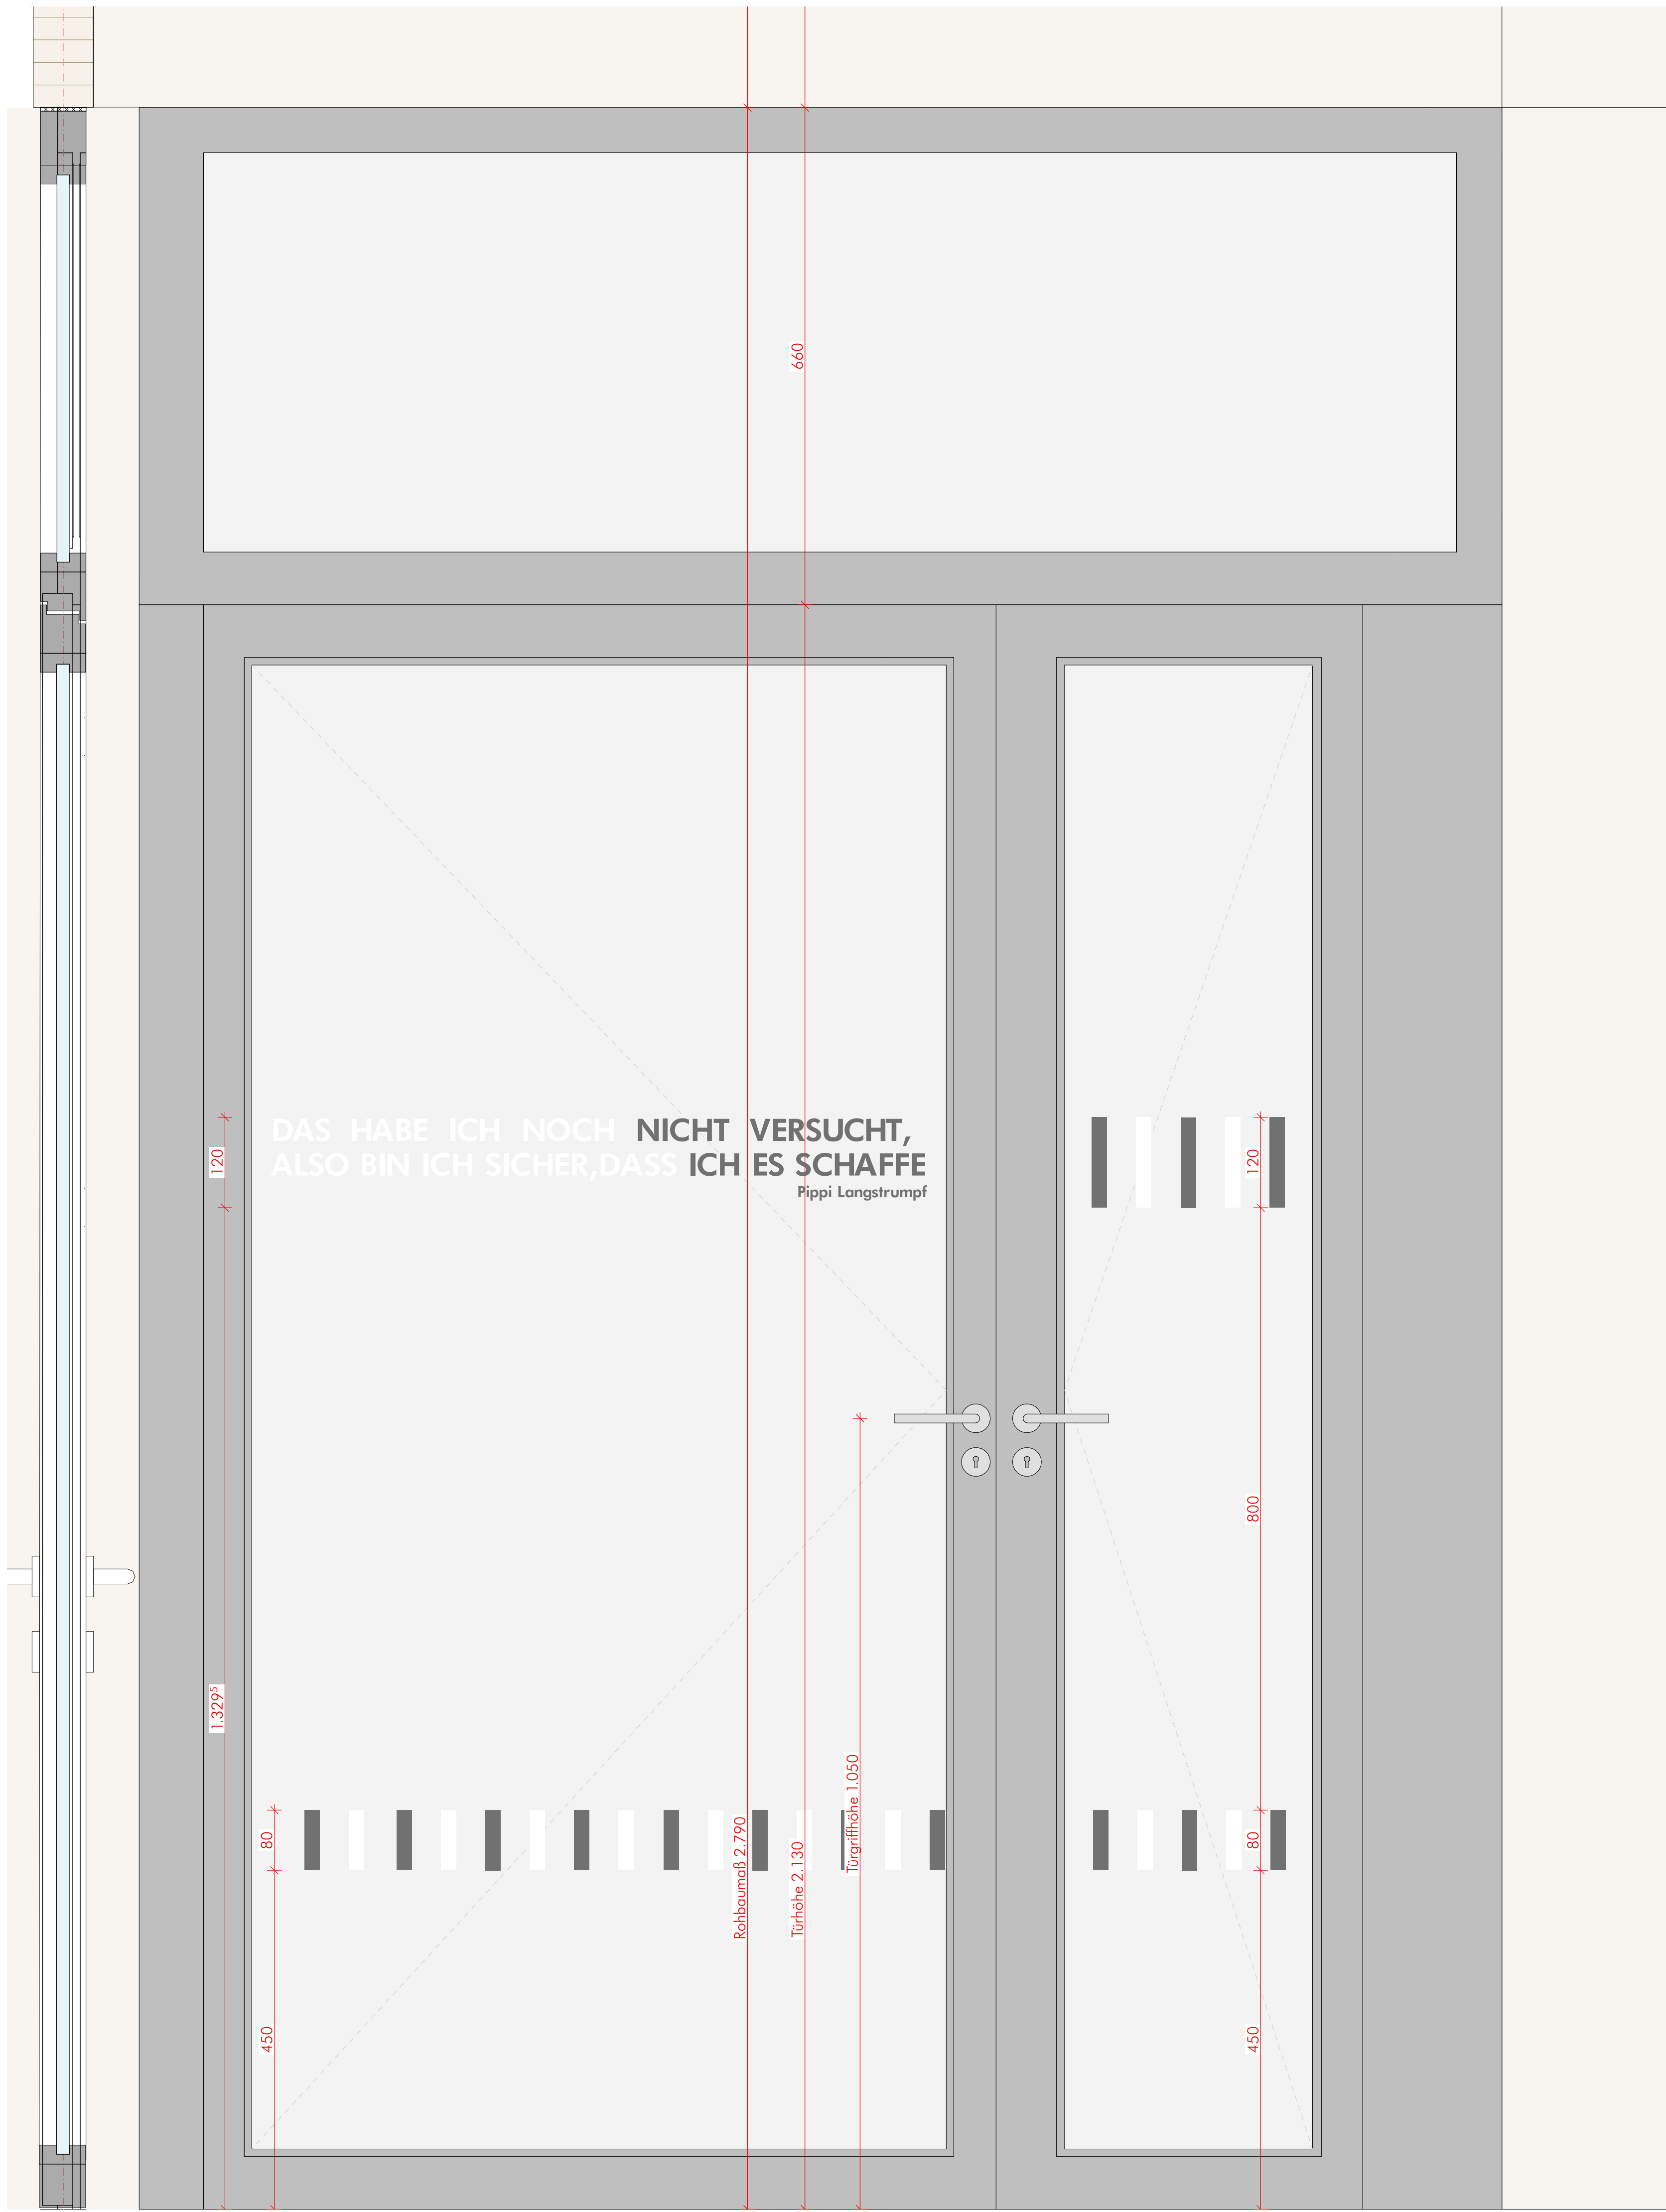 660
DAS HABE ICH NOCH NICHT VERSUCHT,
ALSO BIN ICH SICHER,DASS ICH ES SCHAFFE
Pippi Langstrumpf
120
120
800
1.329⁵
Türgriffhöhe 1.050
80
Rohbaumaß 2.790
Türhöhe 2.130
80
450
450